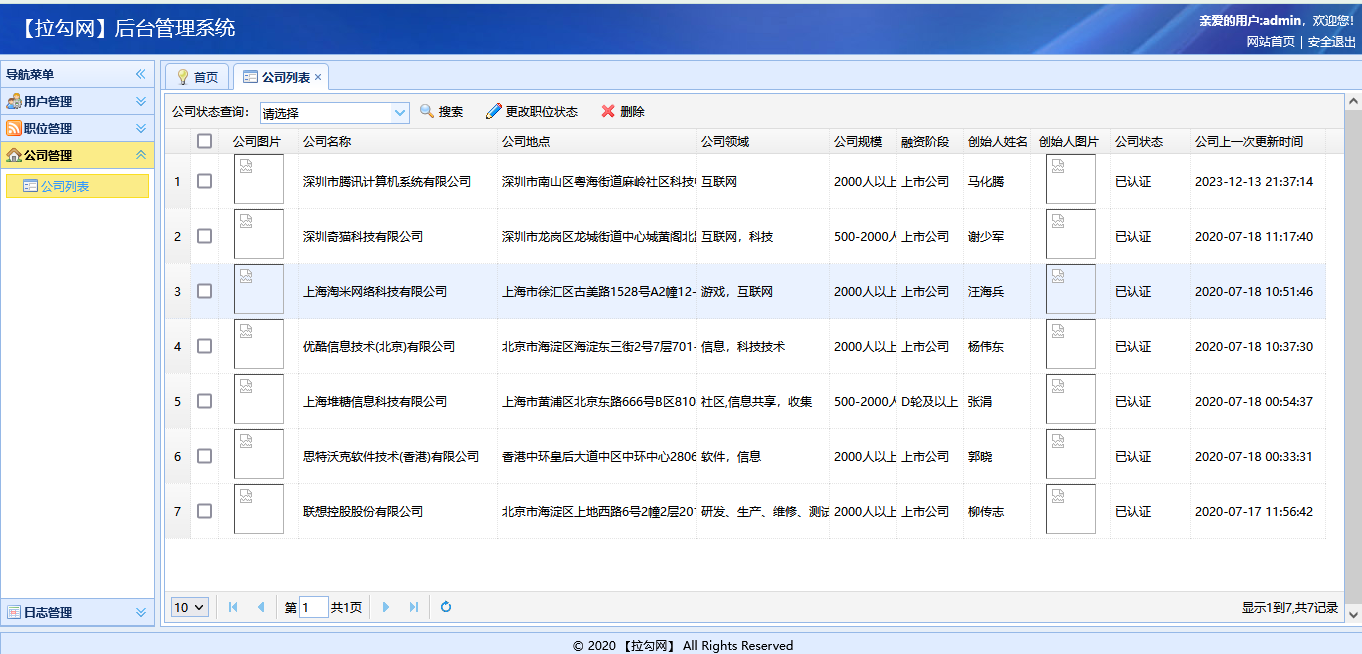 【拉勾网】后台管理系统
亲爱的用户:admin，欢迎您!
网站首页 | 安全退出
导航菜单
用户管理
职位管理
公司管理
公司列表
日志管理
首页 公司列表
公司状态查询: 请选择 搜索 更改职位状态 删除
公司图片 公司名称 公司地点 公司领域 公司规模 融资阶段 创始人姓名 创始人图片 公司状态 公司上一次更新时间
1 深圳市腾讯计算机系统有限公司 深圳市南山区粤海街道麻岭社区科技 互联网 2000人以上 上市公司 马化腾 已认证 2023-12-13 21:37:14
2 深圳奇猫科技有限公司 深圳市龙岗区龙城街道中心城黄阁北 互联网，科技 500-2000人 上市公司 谢少军 已认证 2020-07-18 11:17:40
3 上海淘米网络科技有限公司 上海市徐汇区古美路1528号A2幢12- 游戏，互联网 2000人以上 上市公司 汪海兵 已认证 2020-07-18 10:51:46
4 优酷信息技术(北京)有限公司 北京市海淀区海淀东三街2号7层701- 信息，科技技术 2000人以上 上市公司 杨伟东 已认证 2020-07-18 10:37:30
5 上海堆糖信息科技有限公司 上海市黄浦区北京东路666号B区810 社区,信息共享，收集 500-2000人 D轮及以上 张涓 已认证 2020-07-18 00:54:37
6 思特沃克软件技术(香港)有限公司 香港中环皇后大道中区中环中心2806 软件，信息 2000人以上 上市公司 郭晓 已认证 2020-07-18 00:33:31
7 联想控股股份有限公司 北京市海淀区上地西路6号2幢2层20 研发、生产、维修、测试 2000人以上 上市公司 柳传志 已认证 2020-07-17 11:56:42
10 第 1 共1页 显示1到7,共7记录
© 2020 【拉勾网】 All Rights Reserved